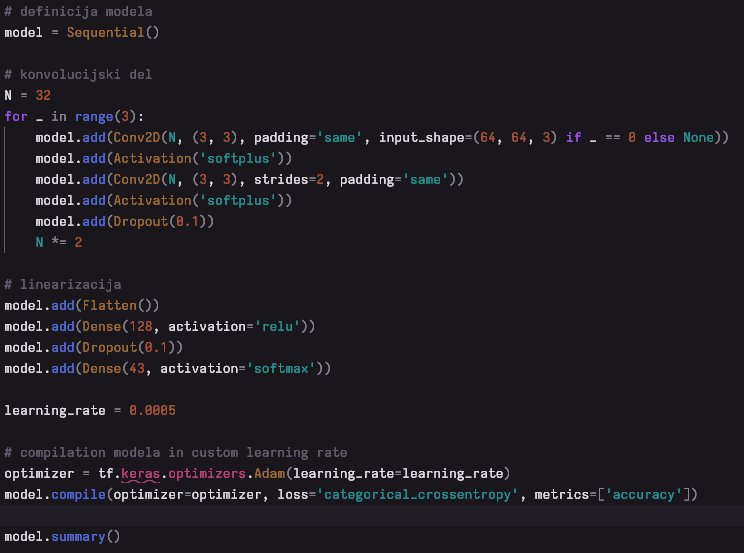 # definicija modela
model = Sequential()
# konvolucijski del
N = 32
for _ in range(3):
    model.add(Conv2D(N, (3, 3), padding='same', input_shape=(64, 64, 3) if _ == 0 else None))
    model.add(Activation('softplus'))
    model.add(Conv2D(N, (3, 3), strides=2, padding='same'))
    model.add(Activation('softplus'))
    model.add(Dropout(0.1))
    N *= 2
# linearizacija
model.add(Flatten())
model.add(Dense(128, activation='relu'))
model.add(Dropout(0.1))
model.add(Dense(43, activation='softmax'))
learning_rate = 0.0005
# compilation modela in custom learning rate
optimizer = tf.keras.optimizers.Adam(learning_rate=learning_rate)
model.compile(optimizer=optimizer, loss='categorical_crossentropy', metrics=['accuracy'])
model.summary()